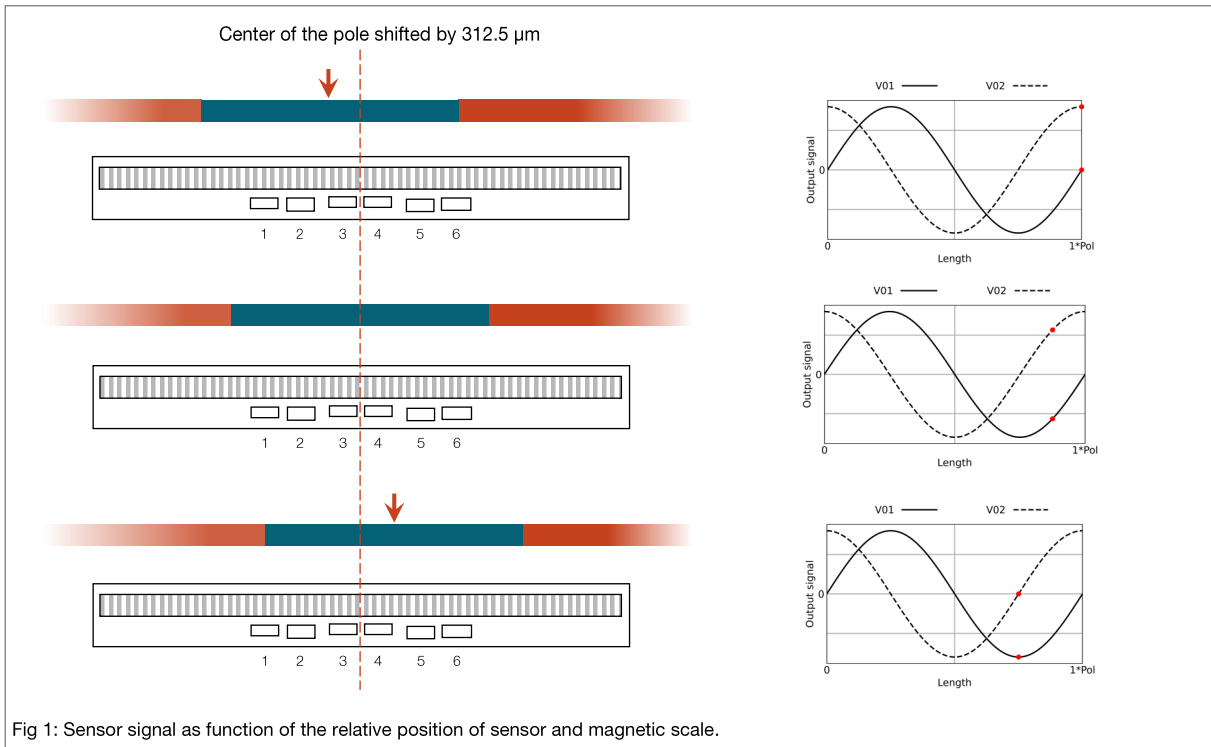 Center of the pole shifted by 312.5 µm
V01 V02
Output signal
0
0 1*Pol
Length
1 2 3 4 5 6
V01 V02
Output signal
0
0 1*Pol
Length
1 2 3 4 5 6
V01 V02
Output signal
0
0 1*Pol
Length
1 2 3 4 5 6
Fig 1: Sensor signal as function of the relative position of sensor and magnetic scale.